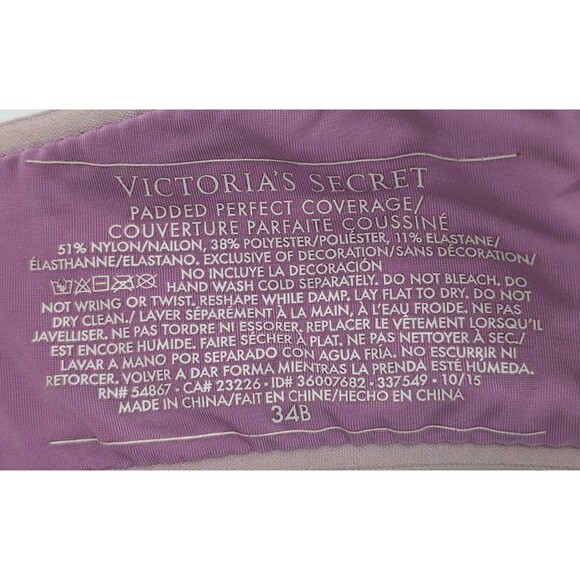 VICTORIA'S SECRET
PADDED PERFECT COVERAGE/
COUVERTURE PARFAITE COUSSINÉ
51% NYLON/NAILON, 38% POLYESTER/POLIÉSTER, 11% ELASTANE/
ÉLASTHANNE/ELASTANO. EXCLUSIVE OF DECORATION/SANS DÉCORATION/
NO INCLUYE LA DECORACIÓN
HAND WASH COLD SEPARATELY. DO NOT BLEACH. DO
NOT WRING OR TWIST. RESHAPE WHILE DAMP. LAY FLAT TO DRY. DO NOT
DRY CLEAN./ LAVER SÉPARÉMENT À LA MAIN, À L'EAU FROIDE. NE PAS
JAVELLISER. NE PAS TORDRE NI ESSORER. REPLACER LE VÊTEMENT LORSQU'IL
EST ENCORE HUMIDE. FAIRE SÉCHER À PLAT. NE PAS NETTOYER À SEC./
LAVAR A MANO POR SEPARADO CON AGUA FRÍA. NO ESCURRIR NI
RETORCER. VOLVER A DAR FORMA MIENTRAS LA PRENDA ESTÉ HÚMEDA.
RN# 54867 · CA# 23226 · ID# 36007682 · 337549 · 10/15
MADE IN CHINA/FAIT EN CHINE/HECHO EN CHINA
34B